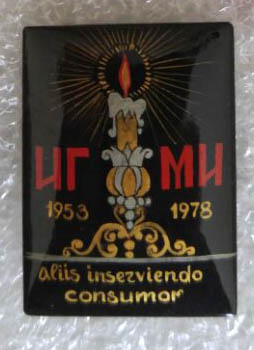 ИГ МИ
1953 1978
aliis inserviendo
consumor